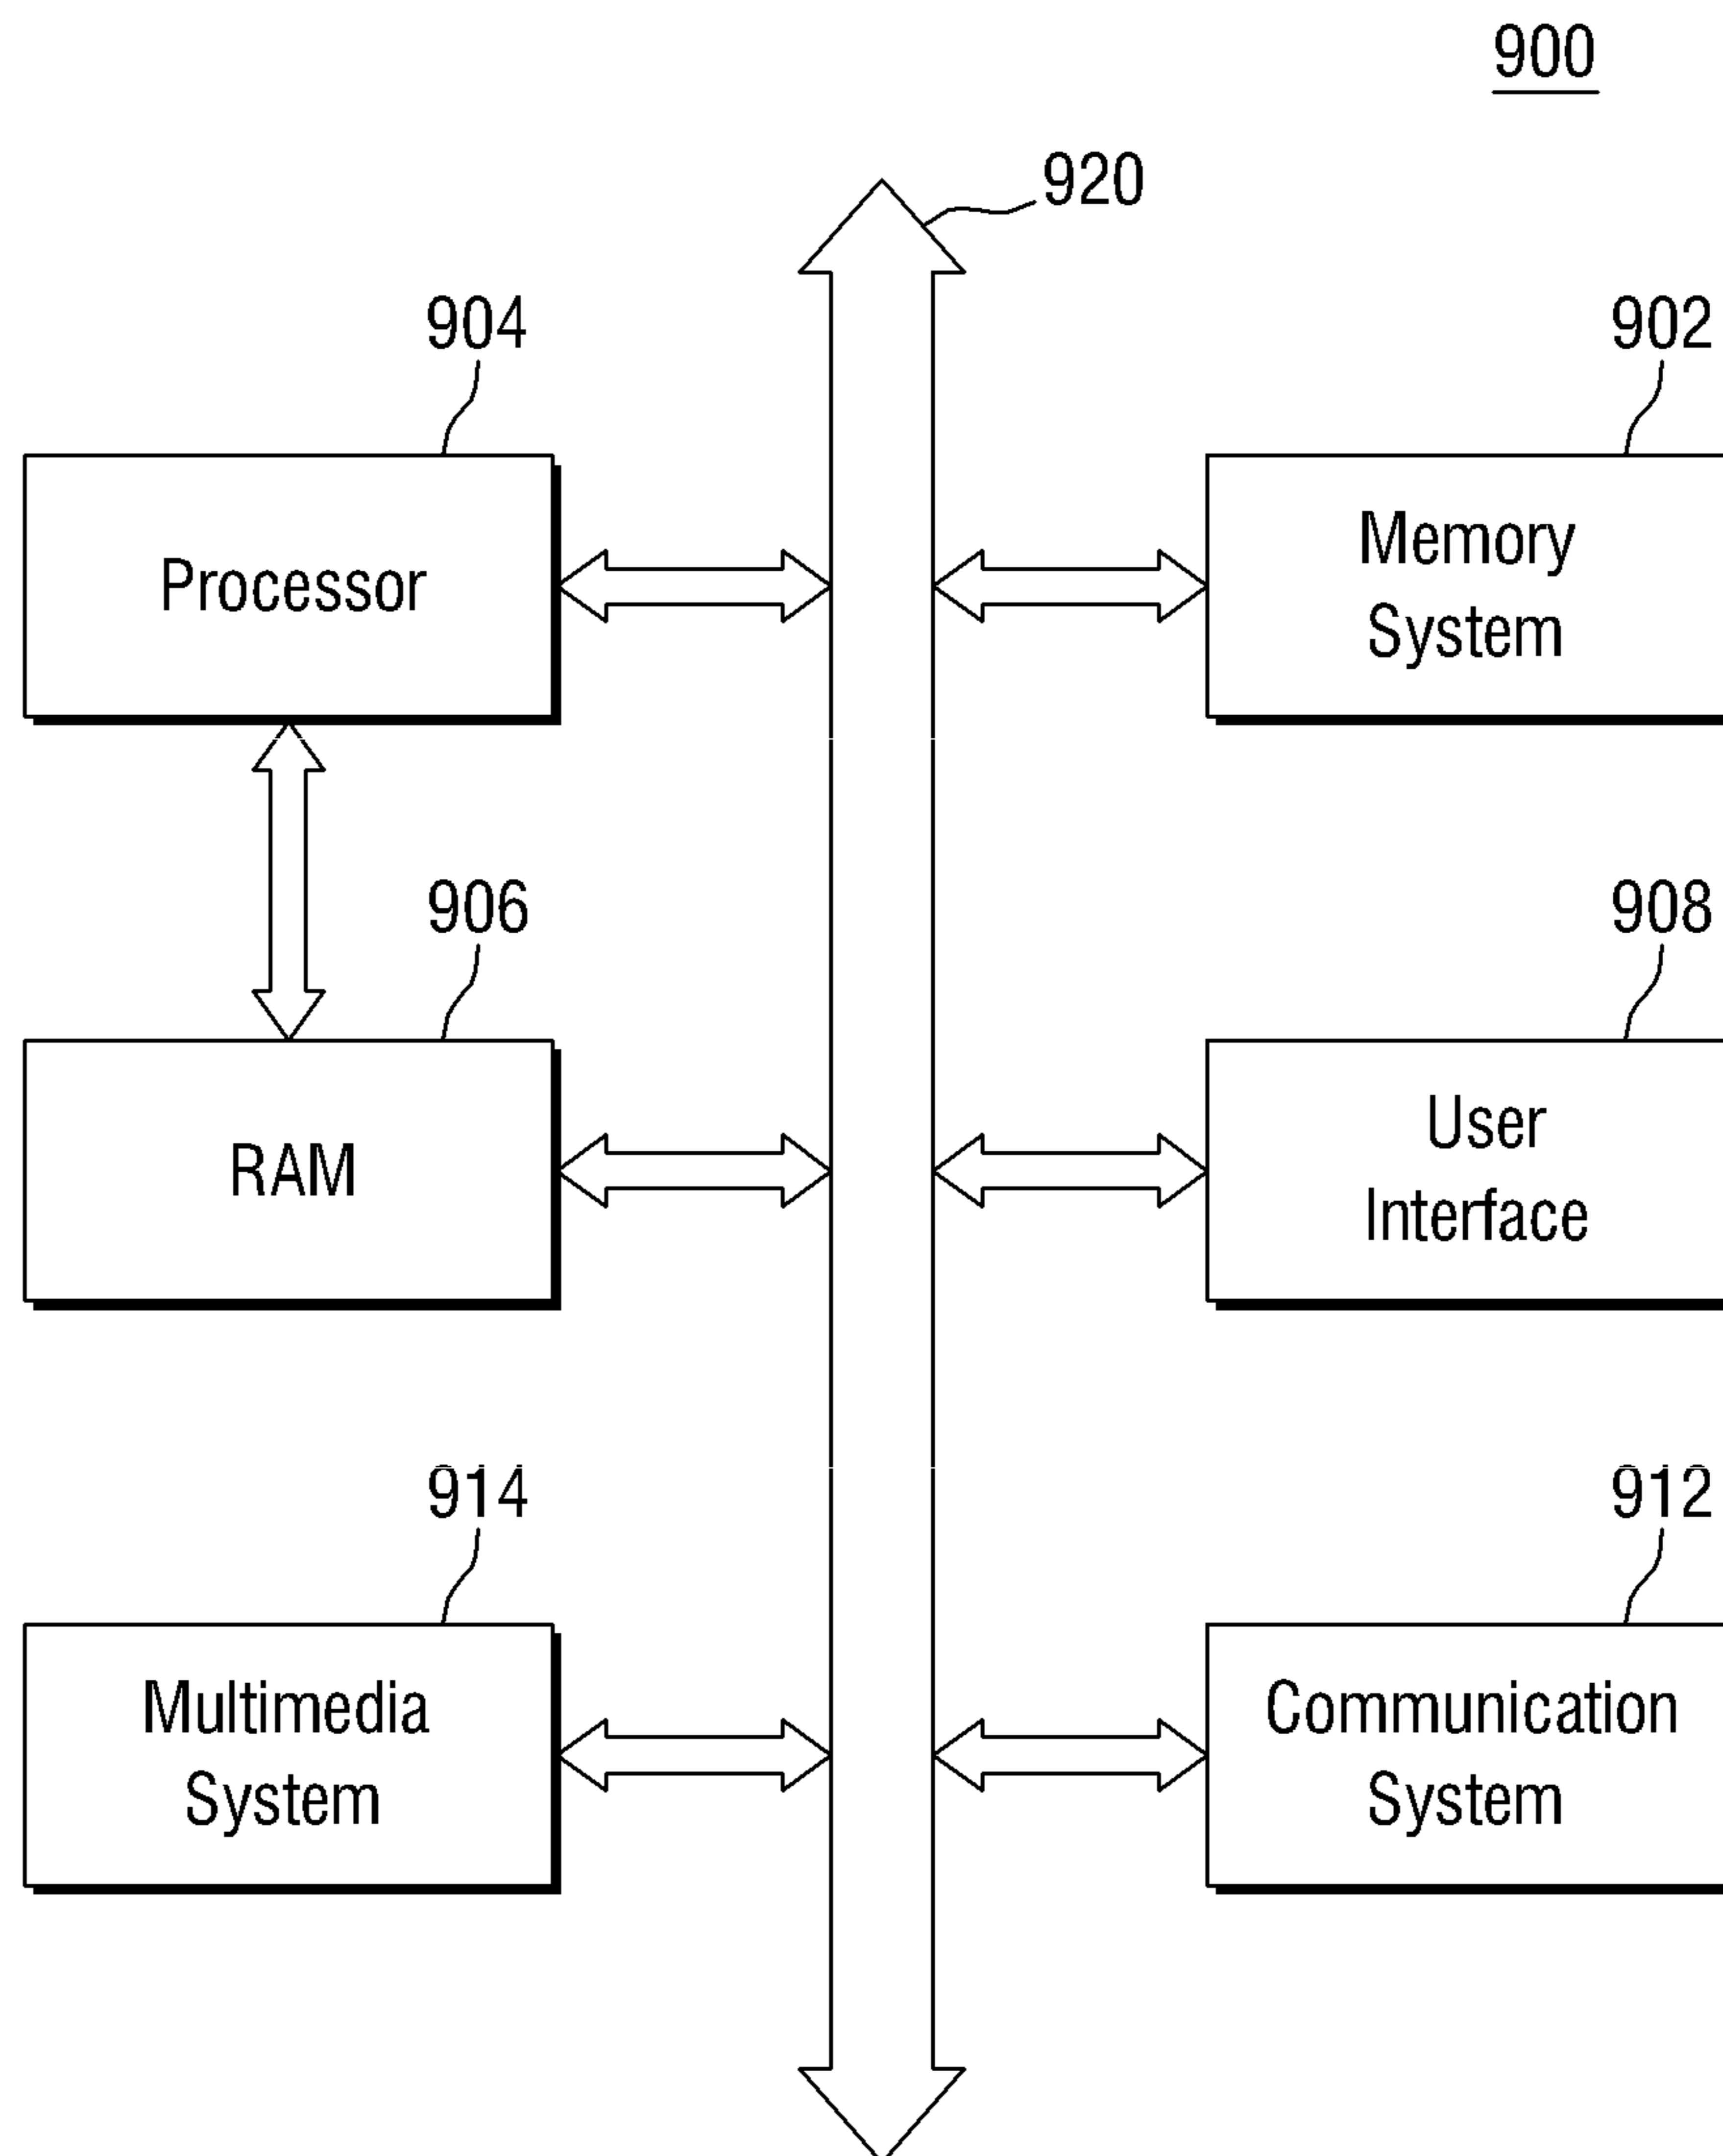 900
920
904
902
Processor
Memory
System
906
908
RAM
User
Interface
914
912
Multimedia
System
Communication
System